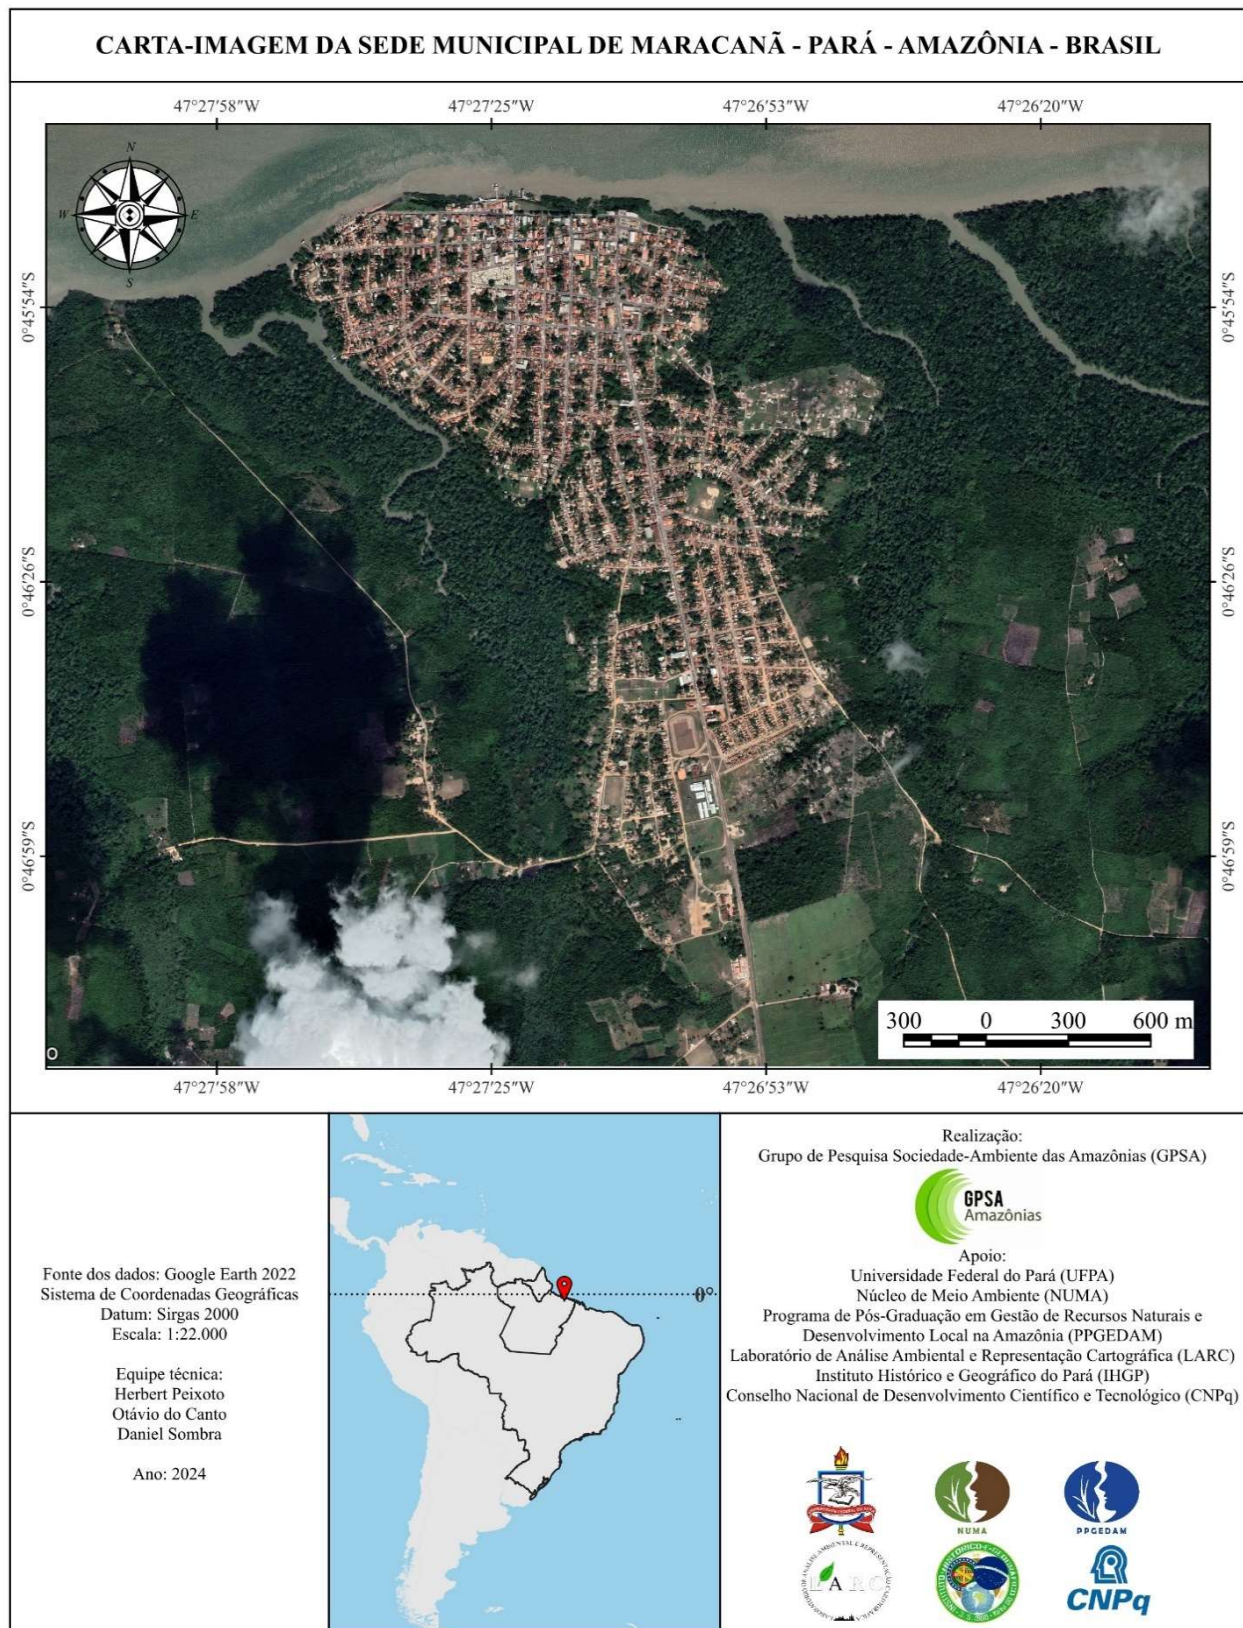 CARTA-IMAGEM DA SEDE MUNICIPAL DE MARACANÃ - PARÁ - AMAZÔNIA - BRASIL
47°27'58"W 47°27'25"W 46°26'53"W 47°26'20"W
N
W E
S
0°45'54"S 0°45'54"S
0°46'26"S 0°46'26"S
0°46'59"S 0°46'59"S
300 0 300 600 m
47°27'58"W 47°27'25"W 47°26'53"W 47°26'20"W
Fonte dos dados: Google Earth 2022
Sistema de Coordenadas Geográficas
Datum: Sirgas 2000
Escala: 1:22.000
Equipe técnica:
Herbert Peixoto
Otávio do Canto
Daniel Sombra
Ano: 2024
0°
Realização:
Grupo de Pesquisa Sociedade-Ambiente das Amazônias (GPSA)
GPSA
Amazônias
Apoio:
Universidade Federal do Pará (UFPA)
Núcleo de Meio Ambiente (NUMA)
Programa de Pós-Graduação em Gestão de Recursos Naturais e
Desenvolvimento Local na Amazônia (PPGEDAM)
Laboratório de Análise Ambiental e Representação Cartográfica (LARC)
Instituto Histórico e Geográfico do Pará (IHGP)
Conselho Nacional de Desenvolvimento Científico e Tecnológico (CNPq)
NUMA
PPGEDAM
LARC
CNPq